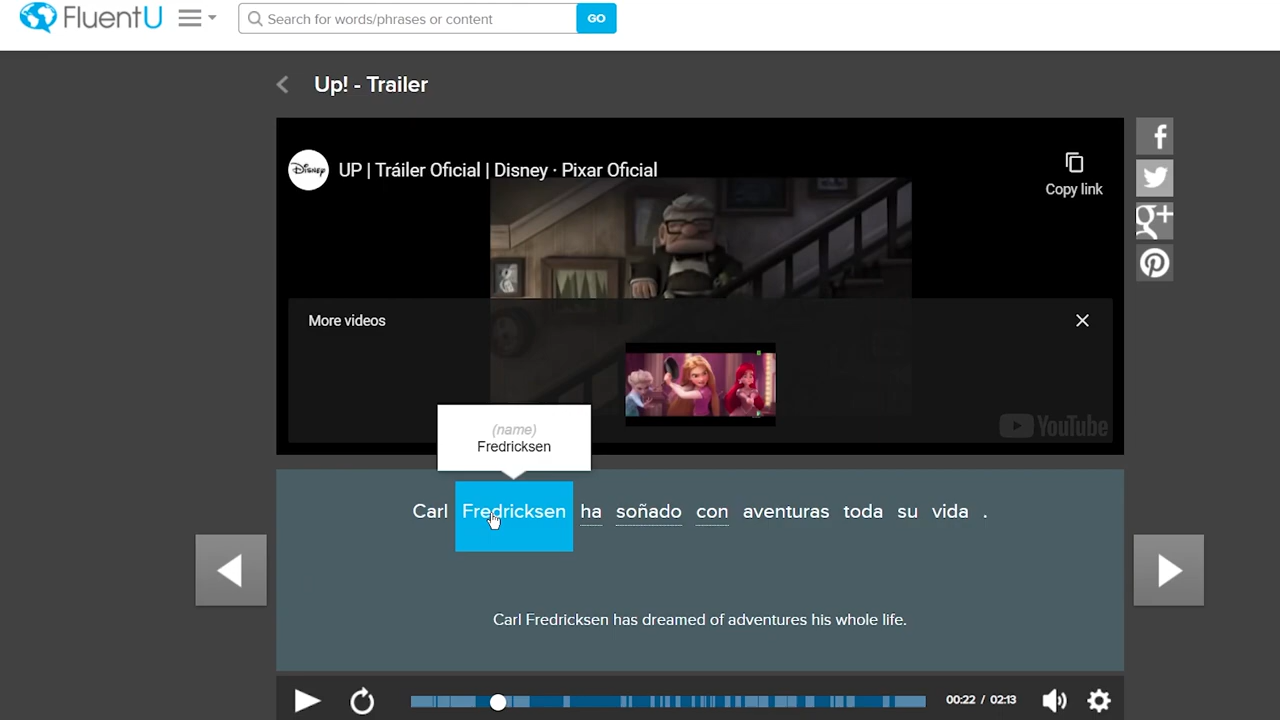 FluentU
Search for words/phrases or content
GO
Up! - Trailer
Disney
UP | Tráiler Oficial | Disney · Pixar Oficial
Copy link
f
g+
More videos
YouTube
(name)
Fredricksen
Carl Fredricksen ha soñado con aventuras toda su vida .
Carl Fredricksen has dreamed of adventures his whole life.
00:22 / 02:13